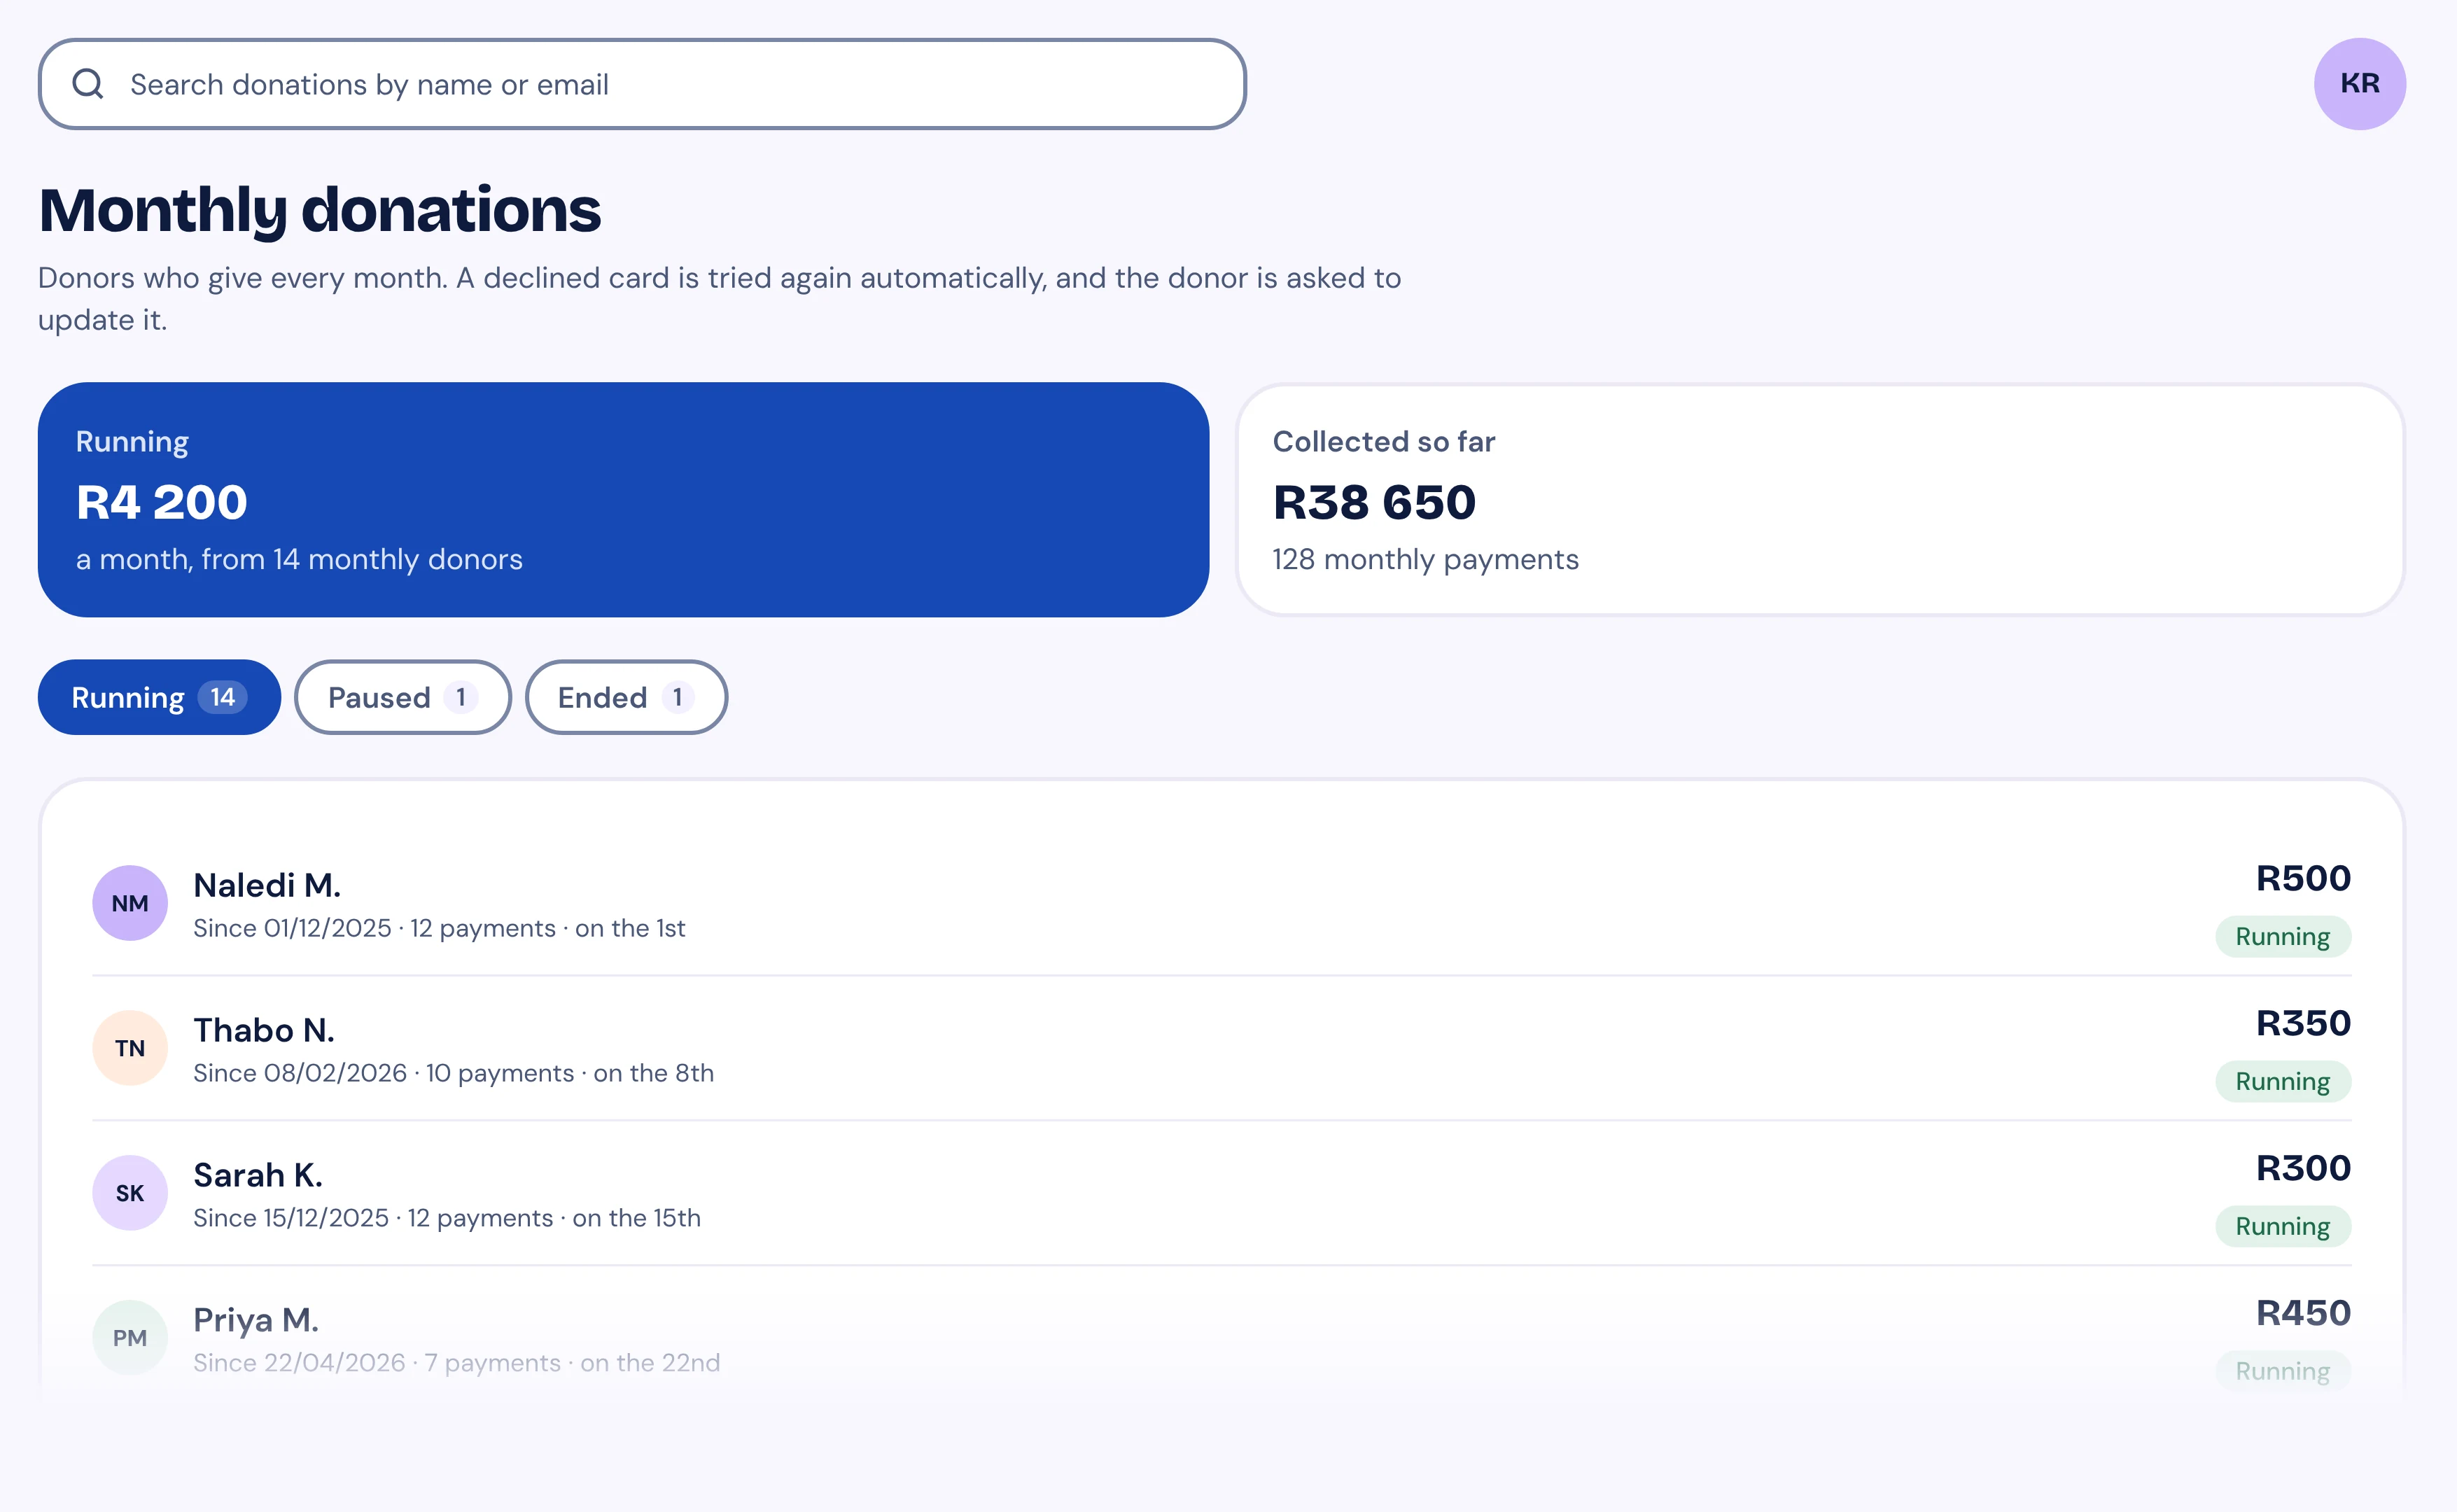 Search donations by name or email
KR
Monthly donations
Donors who give every month. A declined card is tried again automatically, and the donor is asked to
update it.
Running
R4 200
a month, from 14 monthly donors
Collected so far
R38 650
128 monthly payments
Running 14
Paused 1
Ended 1
NM
Naledi M.
Since 01/12/2025 · 12 payments · on the 1st
R500
Running
TN
Thabo N.
Since 08/02/2026 · 10 payments · on the 8th
R350
Running
SK
Sarah K.
Since 15/12/2025 · 12 payments · on the 15th
R300
Running
PM
Priya M.
Since 22/04/2026 · 7 payments · on the 22nd
R450
Running